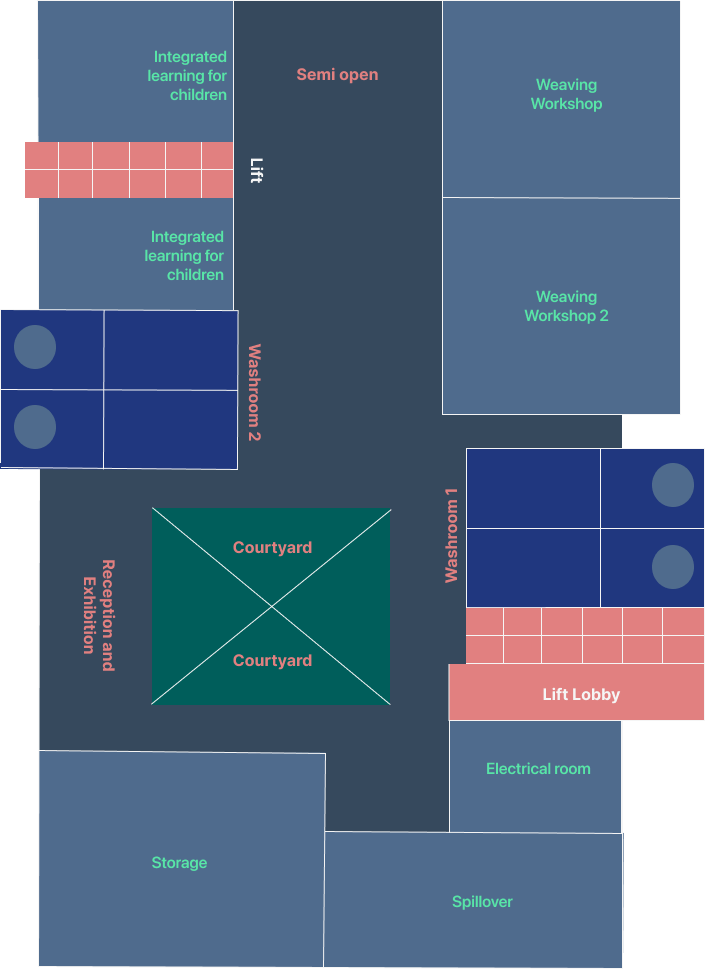 Integrated
learning for
children
Semi open
Weaving
Workshop
Lift
Integrated
learning for
children
Weaving
Workshop 2
Washroom 2
Washroom 1
Courtyard
Reception and
Exhibition
Courtyard
Lift Lobby
Electrical room
Storage
Spillover